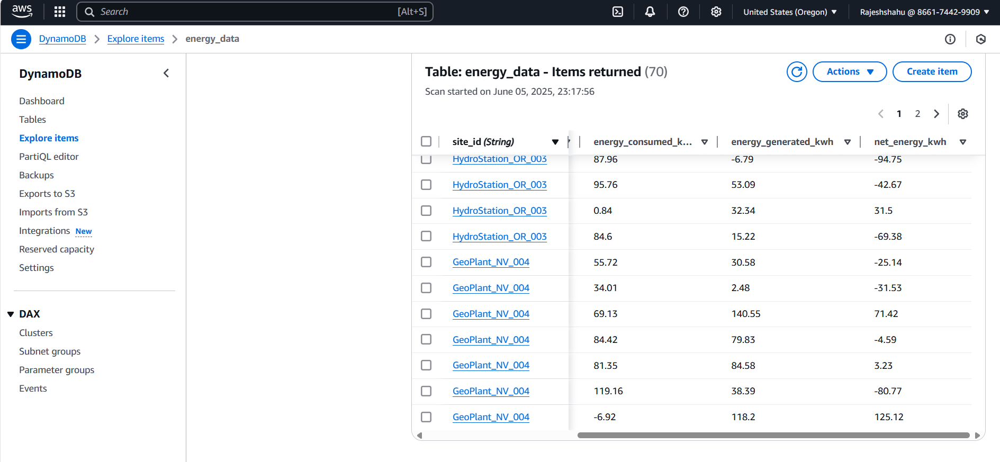 aws Search [Alt+S] United States (Oregon) Rajeshshahu @ 8661-7442-9909
DynamoDB Explore items energy_data
DynamoDB
Dashboard
Tables
Explore items
PartiQL editor
Backups
Exports to S3
Imports from S3
Integrations New
Reserved capacity
Settings
DAX
Clusters
Subnet groups
Parameter groups
Events
Table: energy_data - Items returned (70)
Actions
Create item
Scan started on June 05, 2025, 23:17:56
1 2
site_id (String) energy_consumed_k... energy_generated_kwh net_energy_kwh
HydroStation_OR_003 87.96 -6.79 -94.75
HydroStation_OR_003 95.76 53.09 -42.67
HydroStation_OR_003 0.84 32.34 31.5
HydroStation_OR_003 84.6 15.22 -69.38
GeoPlant_NV_004 55.72 30.58 -25.14
GeoPlant_NV_004 34.01 2.48 -31.53
GeoPlant_NV_004 69.13 140.55 71.42
GeoPlant_NV_004 84.42 79.83 -4.59
GeoPlant_NV_004 81.35 84.58 3.23
GeoPlant_NV_004 119.16 38.39 -80.77
GeoPlant_NV_004 -6.92 118.2 125.12